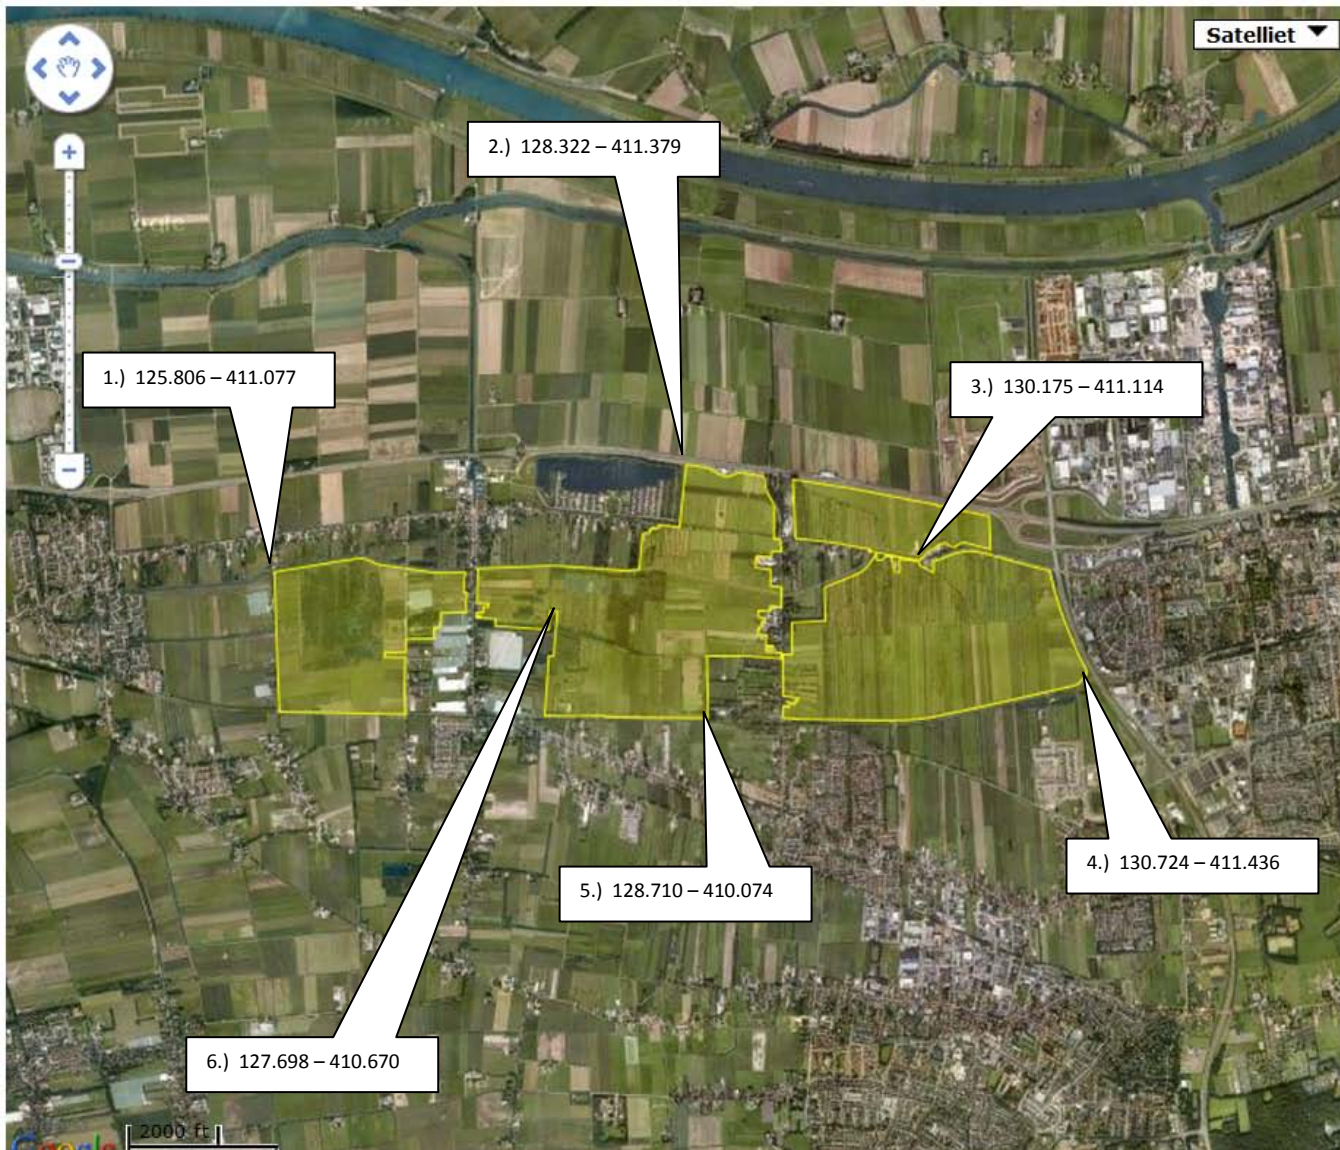 Satelliet
2.) 128.322 – 411.379
1.) 125.806 – 411.077
3.) 130.175 – 411.114
4.) 130.724 – 411.436
5.) 128.710 – 410.074
6.) 127.698 – 410.670
2000 ft
Google